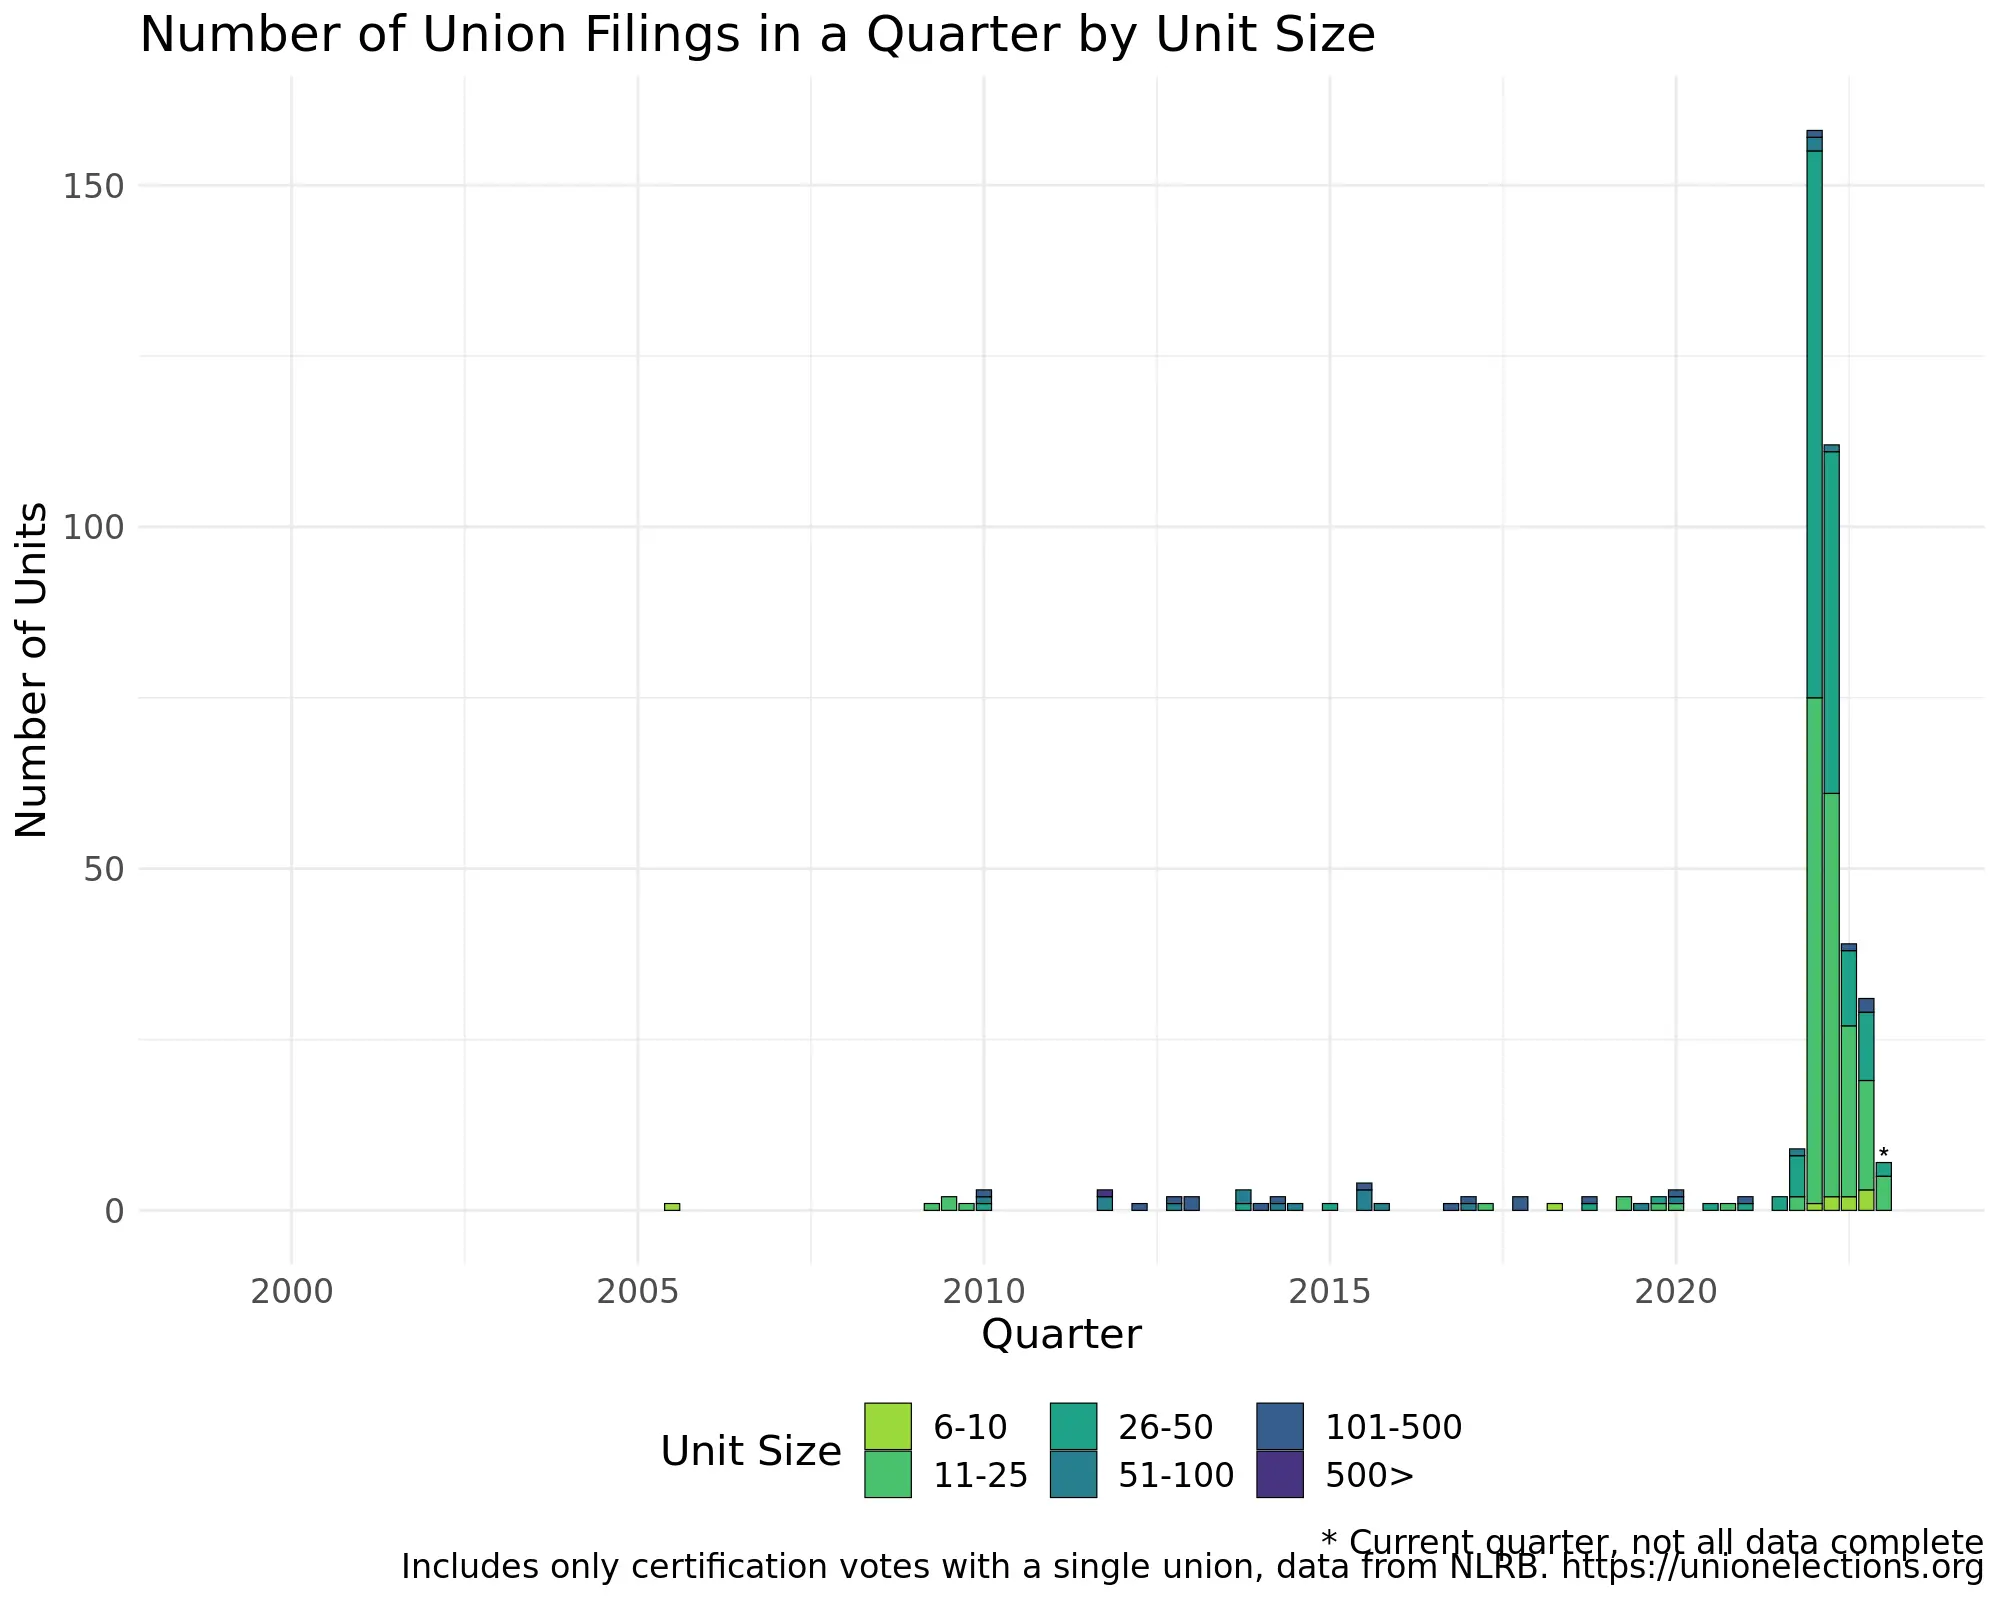 Number of Union Filings in a Quarter by Unit Size
Number of Units
150
100
50
0
*
2000 2005 2010 2015 2020
Quarter
Unit Size
6-10 26-50 101-500
11-25 51-100 500>
* Current quarter, not all data complete
Includes only certification votes with a single union, data from NLRB. https://unionelections.org